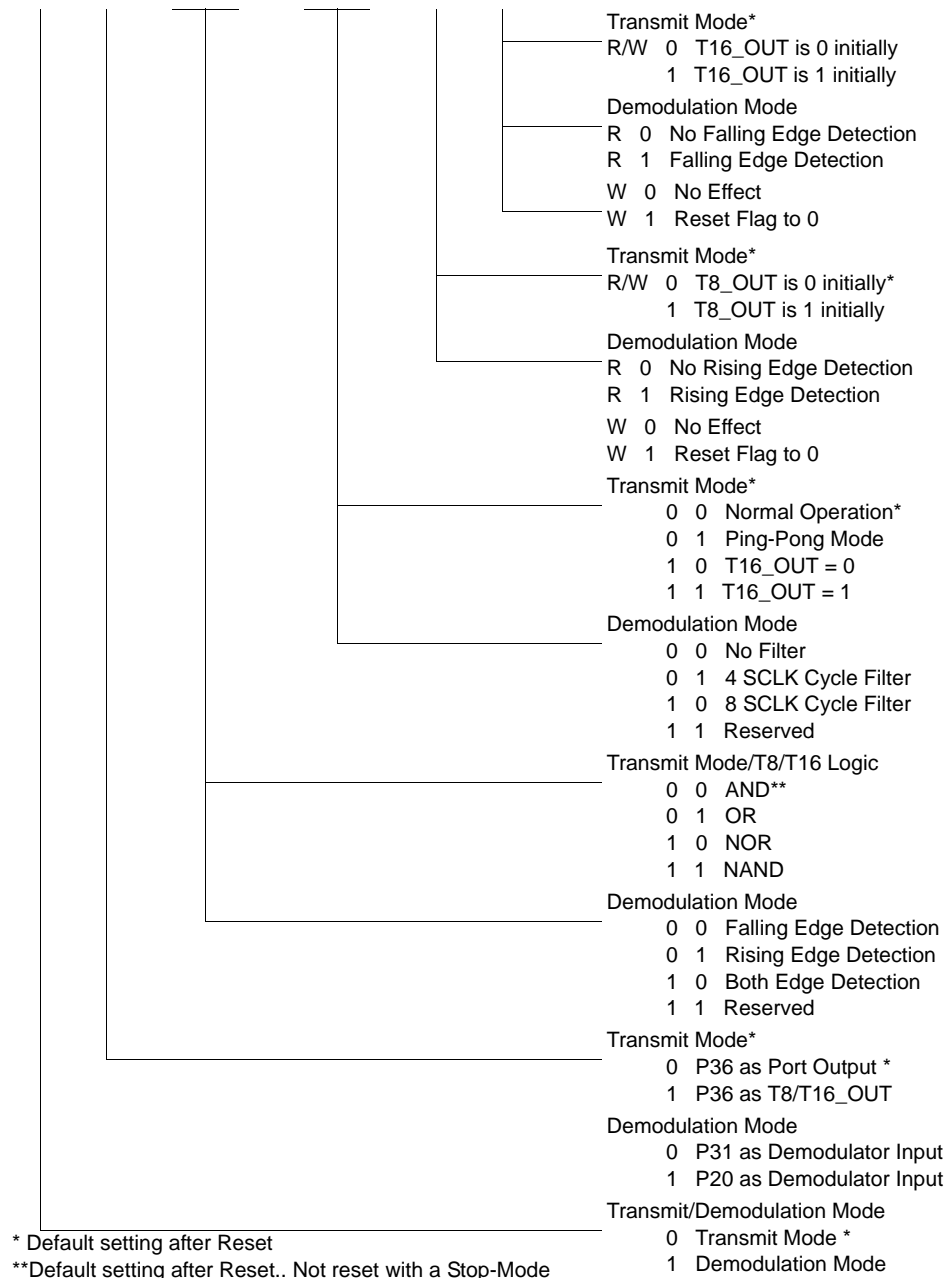 Transmit Mode*
R/W 0 T16_OUT is 0 initially
1 T16_OUT is 1 initially
Demodulation Mode
R 0 No Falling Edge Detection
R 1 Falling Edge Detection
W 0 No Effect
W 1 Reset Flag to 0
Transmit Mode*
R/W 0 T8_OUT is 0 initially*
1 T8_OUT is 1 initially
Demodulation Mode
R 0 No Rising Edge Detection
R 1 Rising Edge Detection
W 0 No Effect
W 1 Reset Flag to 0
Transmit Mode*
0 0 Normal Operation*
0 1 Ping-Pong Mode
1 0 T16_OUT = 0
1 1 T16_OUT = 1
Demodulation Mode
0 0 No Filter
0 1 4 SCLK Cycle Filter
1 0 8 SCLK Cycle Filter
1 1 Reserved
Transmit Mode/T8/T16 Logic
0 0 AND**
0 1 OR
1 0 NOR
1 1 NAND
Demodulation Mode
0 0 Falling Edge Detection
0 1 Rising Edge Detection
1 0 Both Edge Detection
1 1 Reserved
Transmit Mode*
0 P36 as Port Output *
1 P36 as T8/T16_OUT
Demodulation Mode
0 P31 as Demodulator Input
1 P20 as Demodulator Input
Transmit/Demodulation Mode
0 Transmit Mode *
1 Demodulation Mode
* Default setting after Reset
**Default setting after Reset.. Not reset with a Stop-Mode